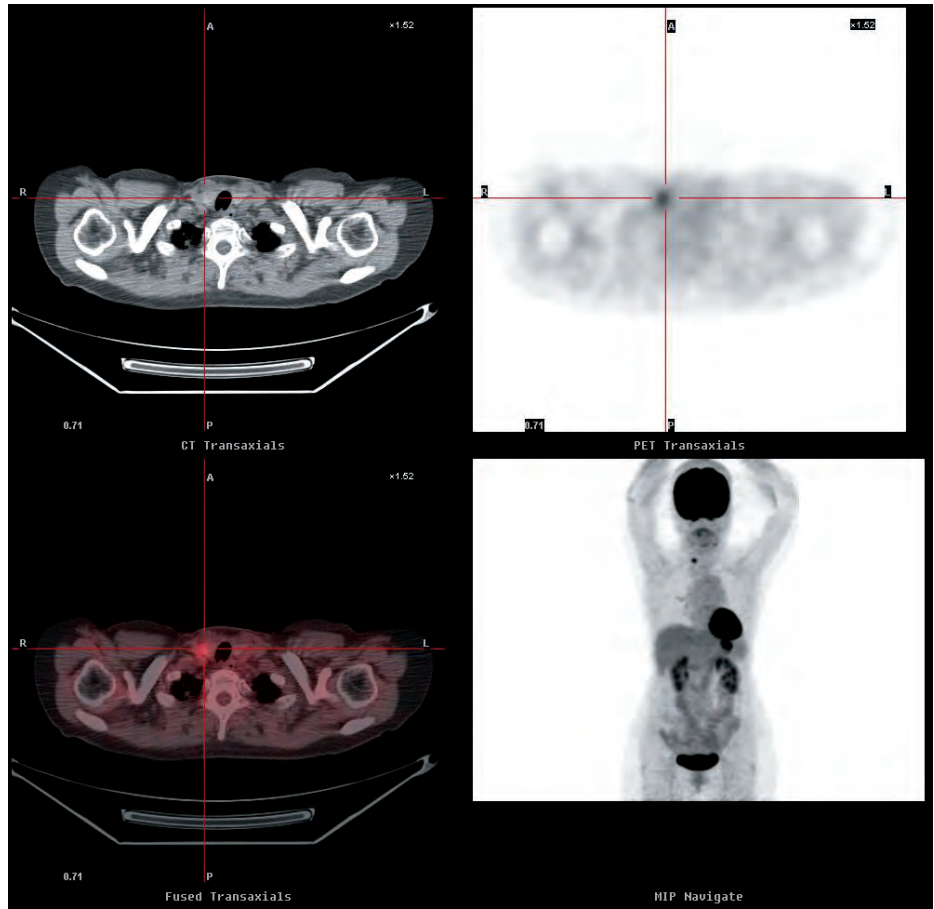 A
×1.52
R
L
0.71
P
CT Transaxials
A
×1.52
R
L
0.71
P
PET Transaxials
A
×1.52
R
L
0.71
P
Fused Transaxials
MIP Navigate